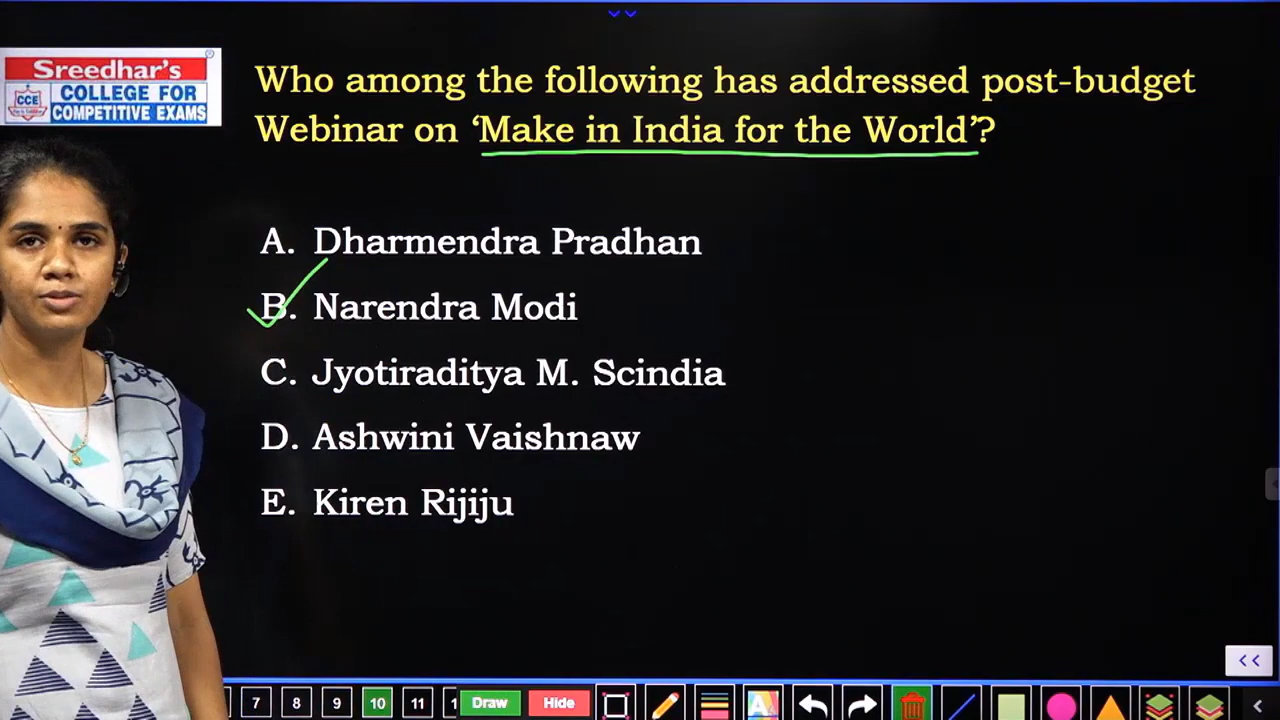 Sreedhar's
CCE
COLLEGE FOR
COMPETITIVE EXAMS
Who among the following has addressed post-budget
Webinar on ‘Make in India for the World’?
A. Dharmendra Pradhan
B. Narendra Modi
C. Jyotiraditya M. Scindia
D. Ashwini Vaishnaw
E. Kiren Rijiju
7 8 9 10 11 1 Draw Hide A